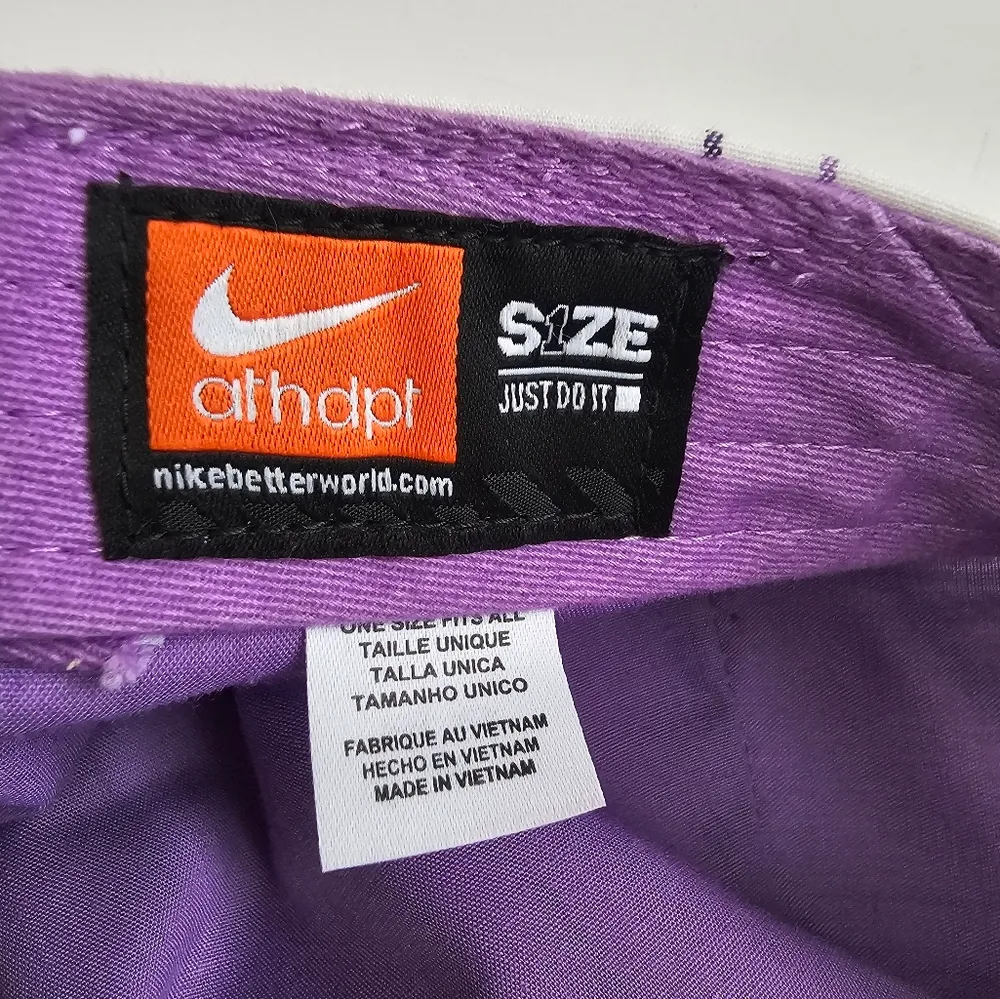 athdpt
nikebetterworld.com
S1ZE
JUST DO IT
ONE SIZE FITS ALL
TAILLE UNIQUE
TALLA UNICA
TAMANHO UNICO
FABRIQUE AU VIETNAM
HECHO EN VIETNAM
MADE IN VIETNAM